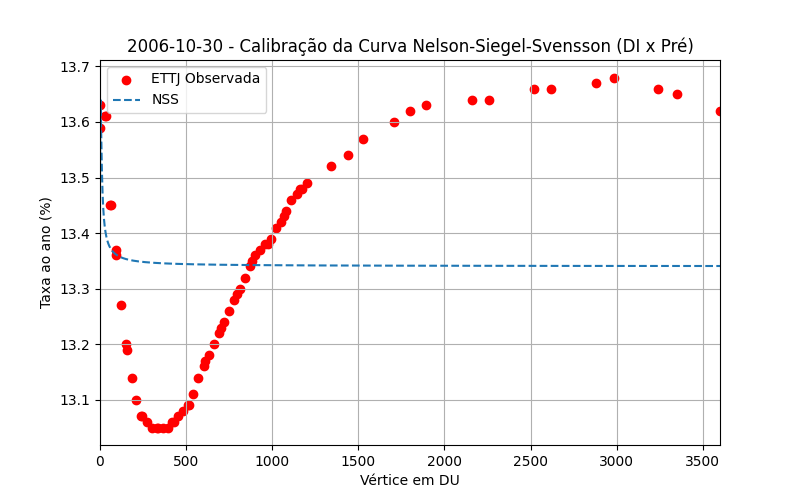 2006-10-30 - Calibração da Curva Nelson-Siegel-Svensson (DI x Pré)
ETTJ Observada
NSS
Taxa ao ano (%)
13.7
13.6
13.5
13.4
13.3
13.2
13.1
0 500 1000 1500 2000 2500 3000 3500
Vértice em DU